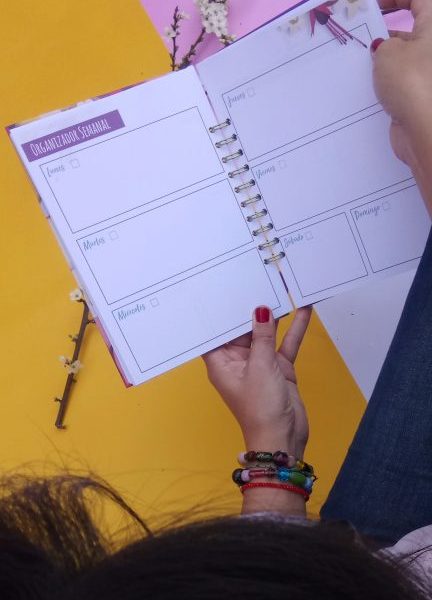 ORGANIZADOR SEMANAL
Lunes
Martes
Miércoles
Jueves
Viernes
Sábado
Domingo